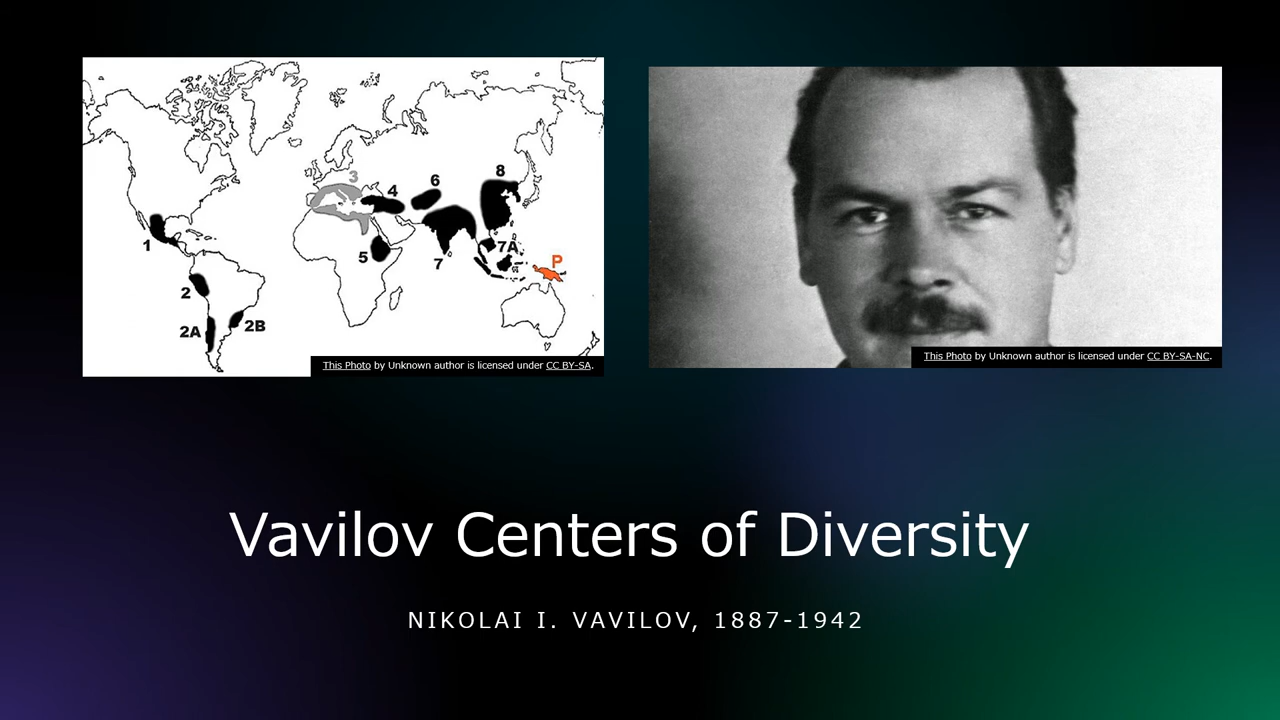 3
4
6
8
1
5
7
7A
P
2
2A
2B
This Photo by Unknown author is licensed under CC BY-SA.
This Photo by Unknown author is licensed under CC BY-SA-NC.
Vavilov Centers of Diversity
NIKOLAI I. VAVILOV, 1887-1942